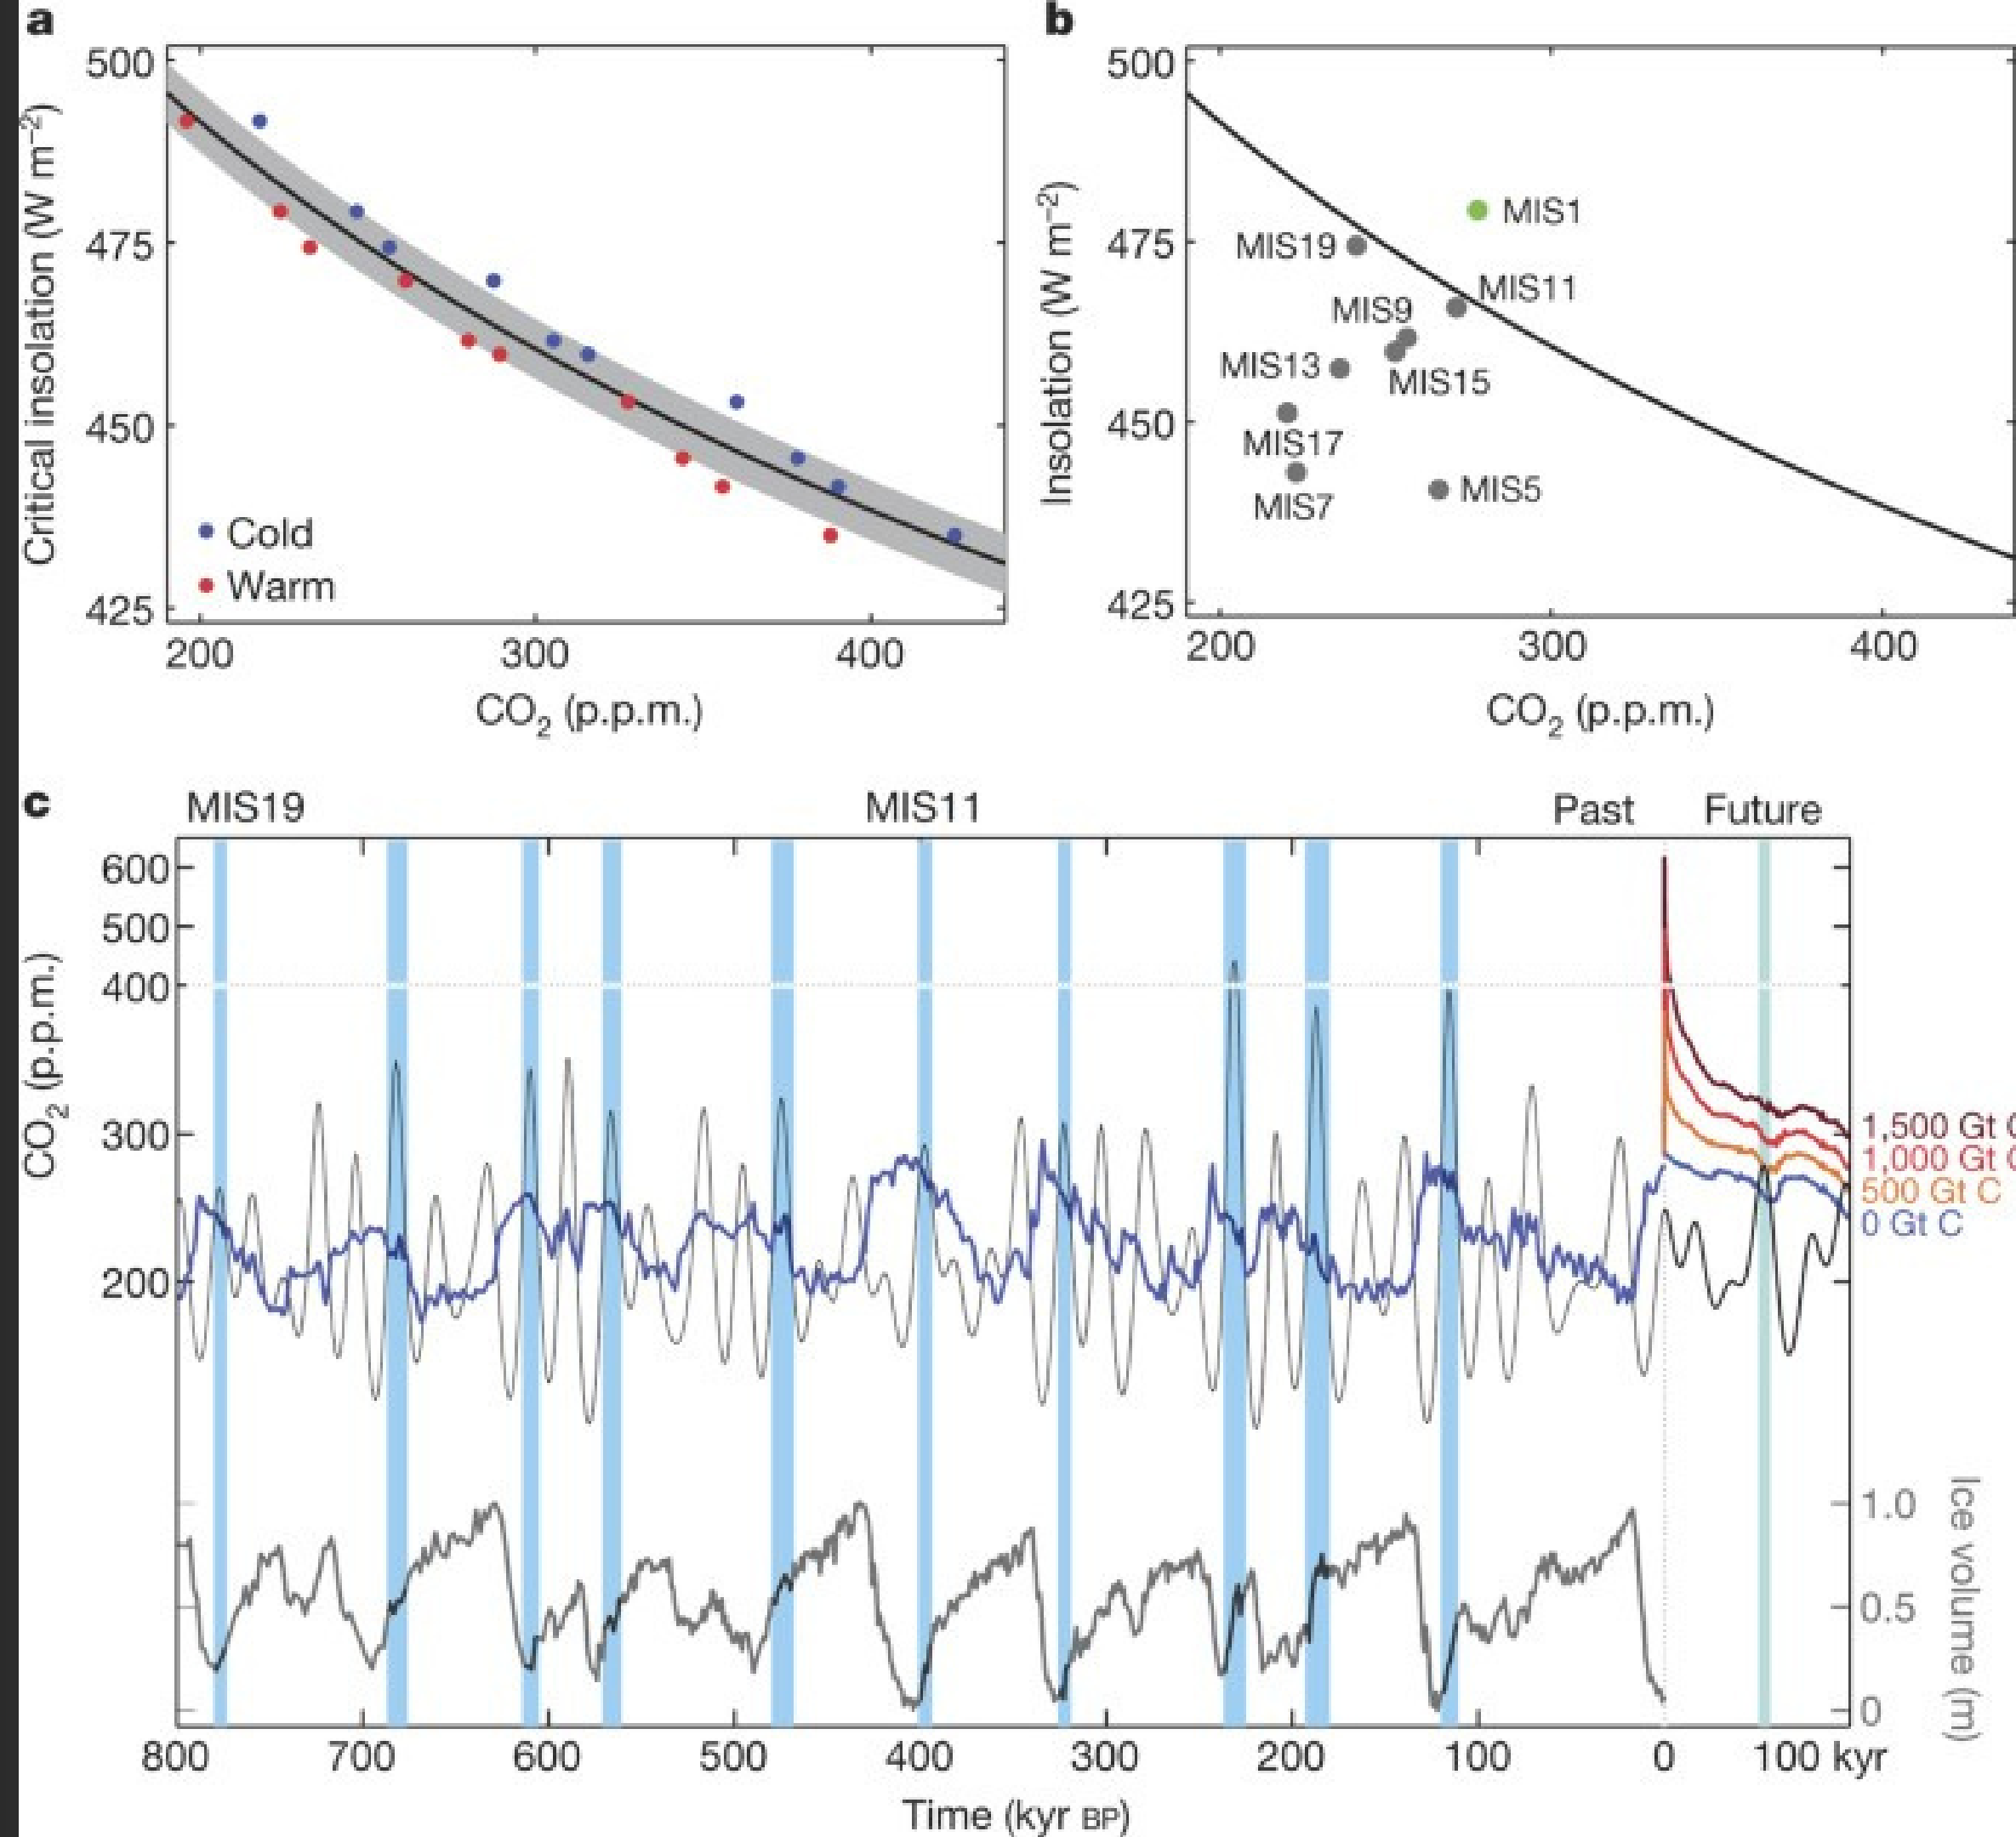 a
500
475
450
425
Critical insolation (W m⁻²)
Cold
Warm
200 300 400
CO₂ (p.p.m.)
b
500
475
450
425
Insolation (W m⁻²)
MIS1
MIS19
MIS11
MIS9
MIS13
MIS15
MIS17
MIS7
MIS5
200 300 400
CO₂ (p.p.m.)
c
MIS19 MIS11 Past Future
600
500
400
300
200
CO₂ (p.p.m.)
1,500 Gt C
1,000 Gt C
500 Gt C
0 Gt C
1.0
0.5
0
Ice volume (m)
800 700 600 500 400 300 200 100 0 100 kyr
Time (kyr BP)